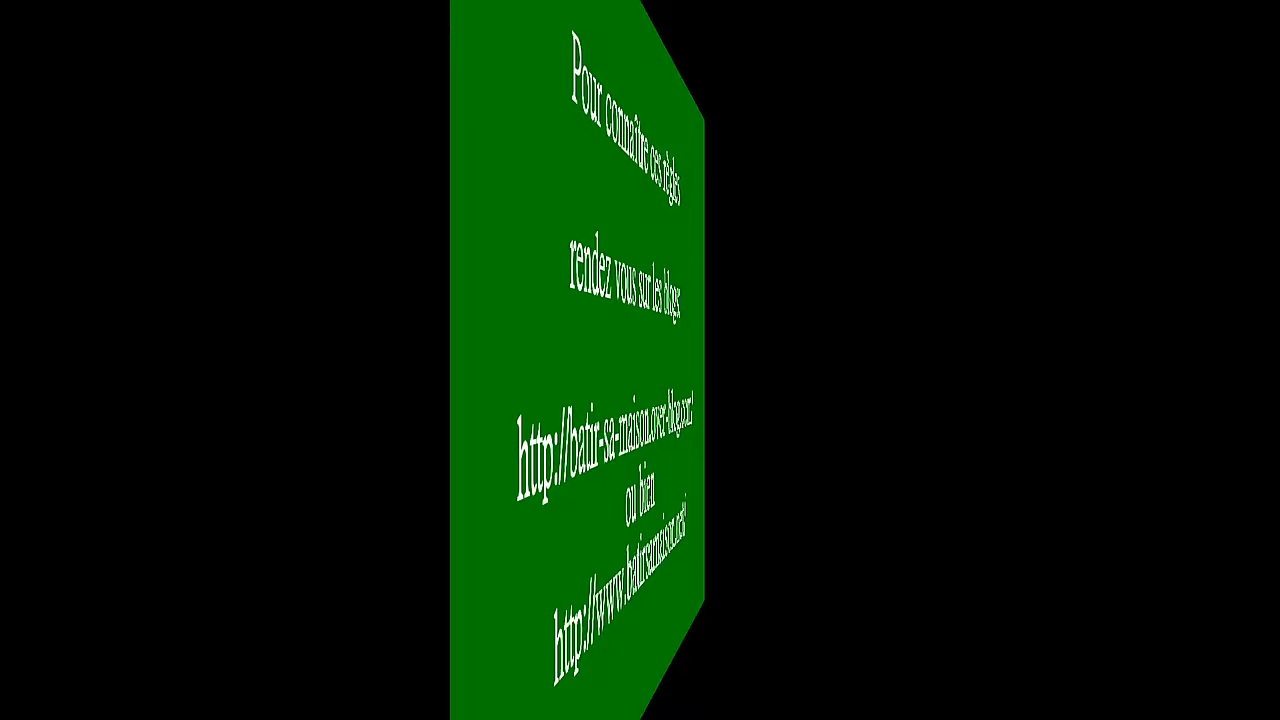 Pour connaître ces règles
rendez vous sur les blogs:
http://batir-sa-maison.over-blog.com/
ou bien
http://www.batirsamaison.net/